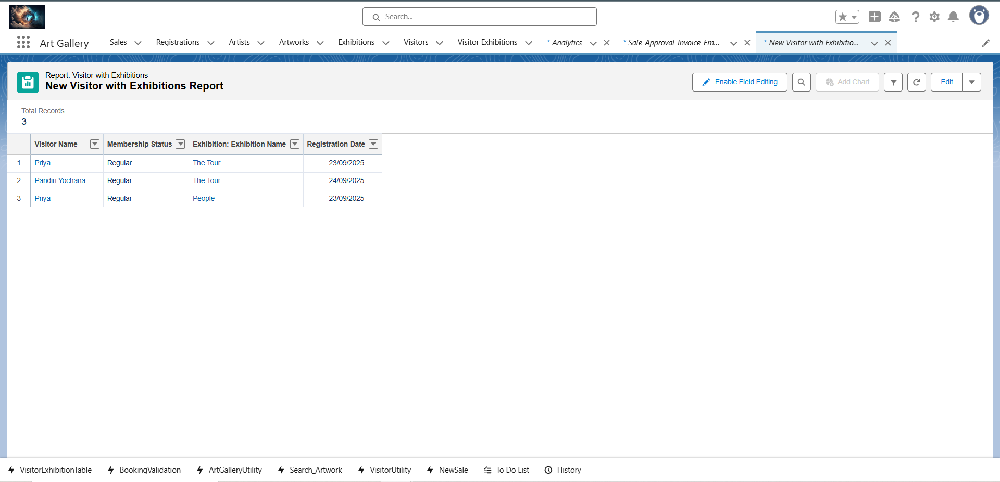 Search...
Art Gallery Sales Registrations Artists Artworks Exhibitions Visitors Visitor Exhibitions * Analytics * Sale_Approval_Invoice_Em... * New Visitor with Exhibitio...
Report: Visitor with Exhibitions
New Visitor with Exhibitions Report
Enable Field Editing Add Chart Edit
Total Records
3
Visitor Name Membership Status Exhibition: Exhibition Name Registration Date
1 Priya Regular The Tour 23/09/2025
2 Pandiri Yochana Regular The Tour 24/09/2025
3 Priya Regular People 23/09/2025
VisitorExhibitionTable BookingValidation ArtGalleryUtility Search_Artwork VisitorUtility NewSale To Do List History